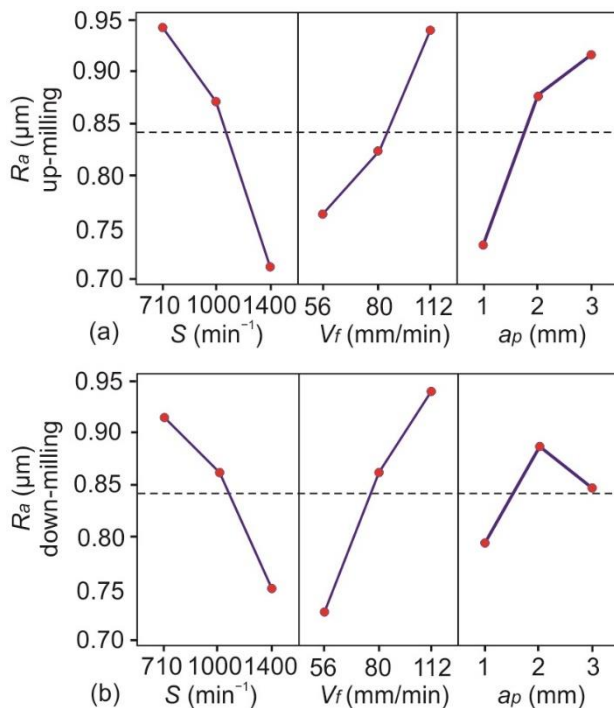 Ra (μm)
up-milling
0.95
0.90
0.85
0.80
0.75
0.70
710 1000 1400 56 80 112 1 2 3
(a) S (min⁻¹) Vf (mm/min) ap (mm)
Ra (μm)
down-milling
0.95
0.90
0.85
0.80
0.75
0.70
710 1000 1400 56 80 112 1 2 3
(b) S (min⁻¹) Vf (mm/min) ap (mm)